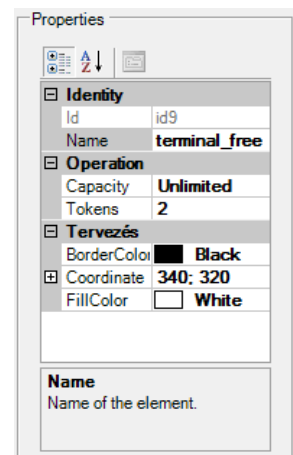 Properties
A
Z
Identity
Id id9
Name terminal_free
Operation
Capacity Unlimited
Tokens 2
Tervezés
BorderColor Black
Coordinate 340; 320
FillColor White
Name
Name of the element.